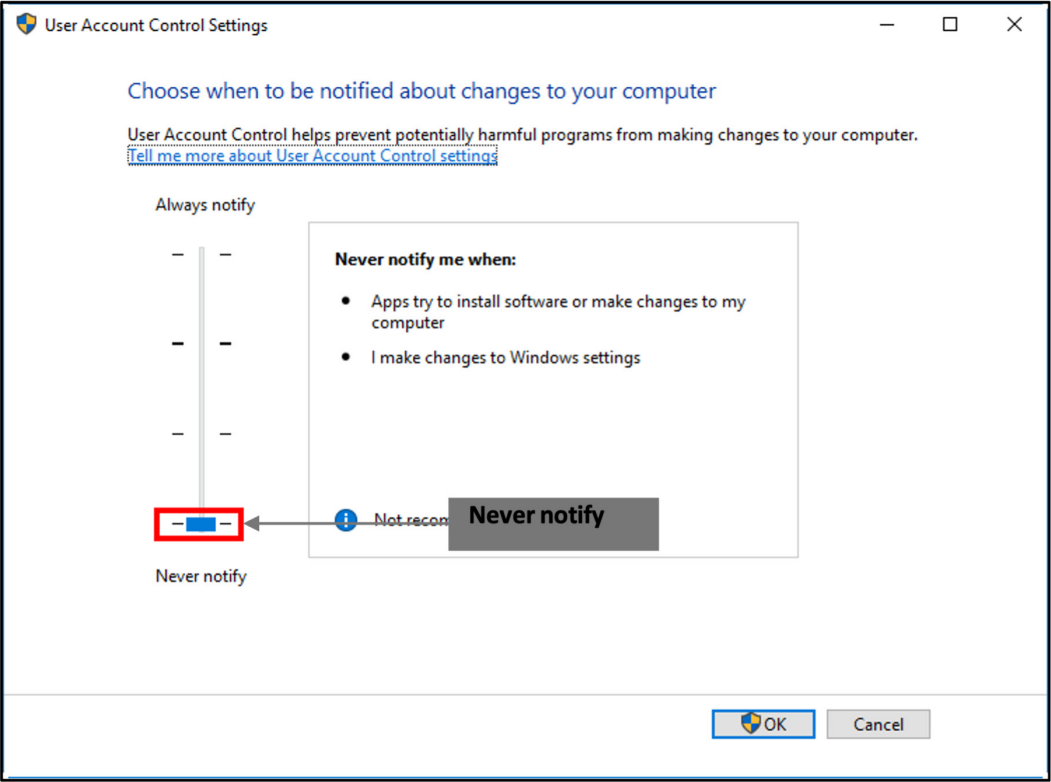 User Account Control Settings
Choose when to be notified about changes to your computer
User Account Control helps prevent potentially harmful programs from making changes to your computer.
Tell me more about User Account Control settings
Always notify
Never notify me when:
• Apps try to install software or make changes to my
computer
• I make changes to Windows settings
Not
Never notify
Never notify
OK Cancel